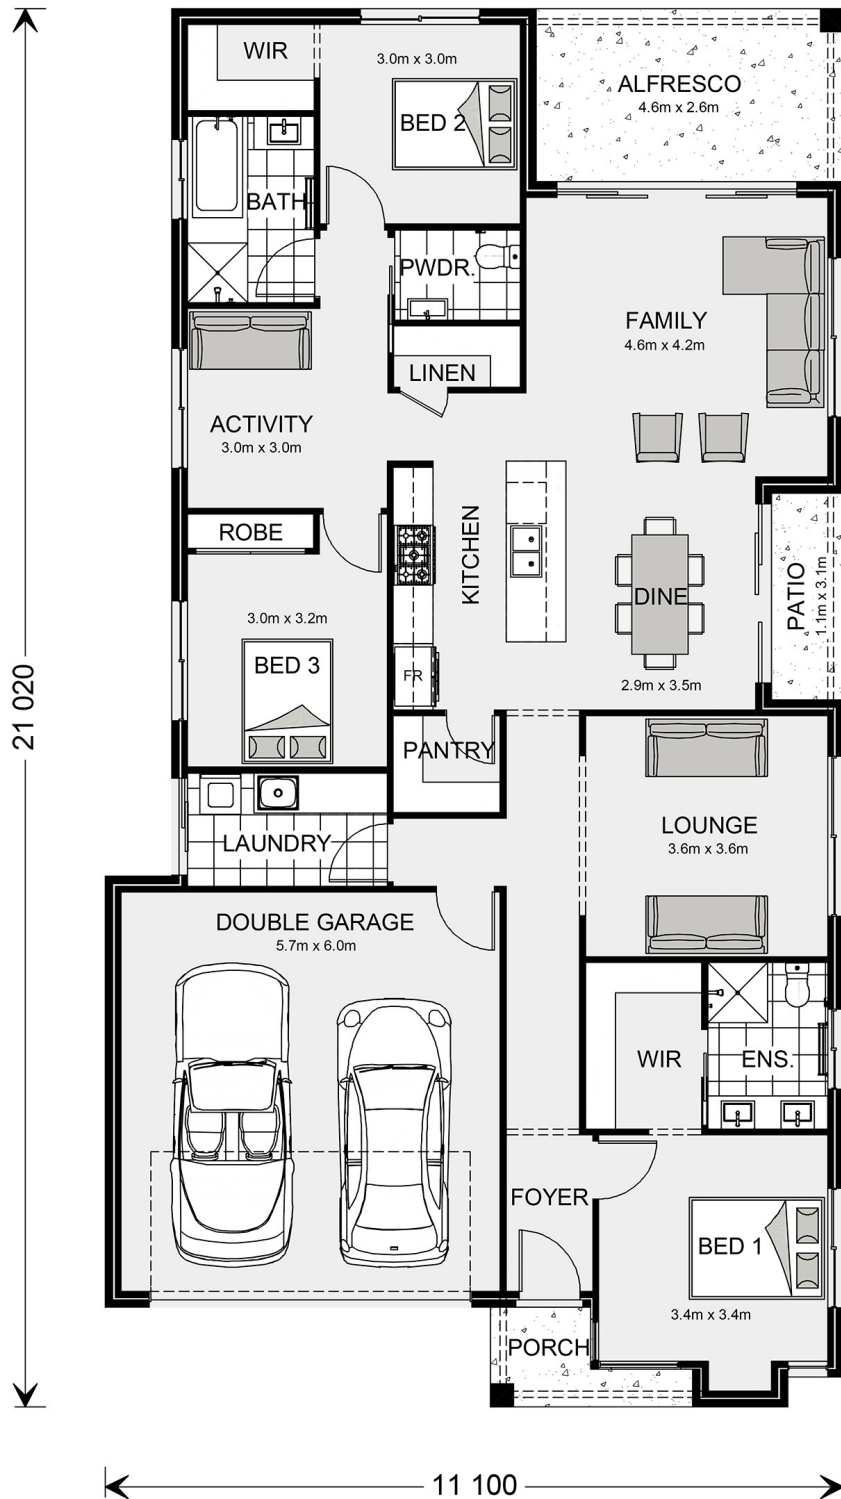 WIR
3.0m x 3.0m
BED 2
ALFRESCO
4.6m x 2.6m
BATH
PWDR.
FAMILY
4.6m x 4.2m
LINEN
ACTIVITY
3.0m x 3.0m
ROBE
KITCHEN
DINE
2.9m x 3.5m
PATIO
1.1m x 3.1m
3.0m x 3.2m
BED 3
FR
21 020
PANTRY
LAUNDRY
LOUNGE
3.6m x 3.6m
DOUBLE GARAGE
5.7m x 6.0m
WIR
ENS.
FOYER
BED 1
3.4m x 3.4m
PORCH
11 100